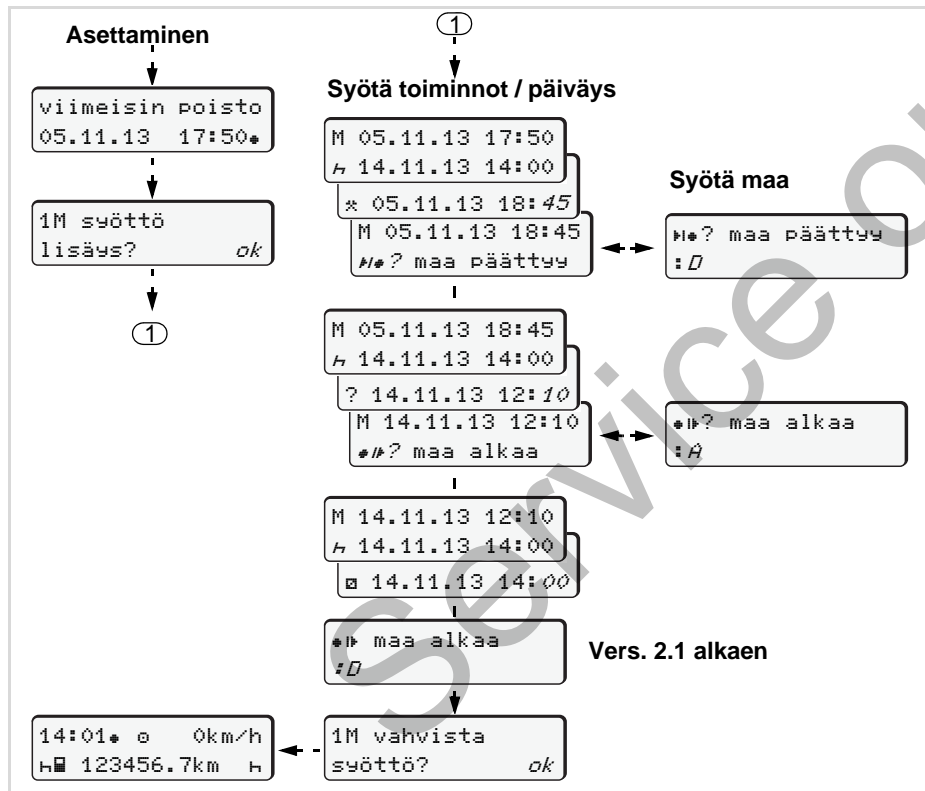 Asettaminen
viimeisin poisto
05.11.13 17:50•
1M syöttö
lisäys? ok
1
1
Syötä toiminnot / päiväys
M 05.11.13 17:50
14.11.13 14:00
05.11.13 18:45
M 05.11.13 18:45
? maa päättyy
Syötä maa
? maa päättyy
:D
M 05.11.13 18:45
14.11.13 14:00
? 14.11.13 12:10
M 14.11.13 12:10
? maa alkaa
? maa alkaa
:A
M 14.11.13 12:10
14.11.13 14:00
14.11.13 14:00
maa alkaa
:D
Vers. 2.1 alkaen
1M vahvista
syöttö? ok
14:01• 0km/h
123456.7km
Service o